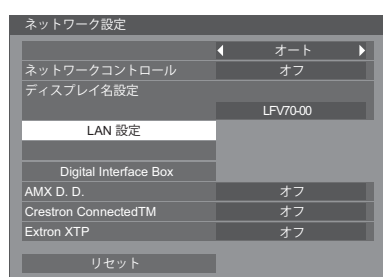 ネットワーク設定
オート
ネットワークコントロール オフ
ディスプレイ名設定
LFV70-00
LAN 設定
Digital Interface Box
AMX D. D. オフ
Crestron ConnectedTM オフ
Extron XTP オフ
リセット